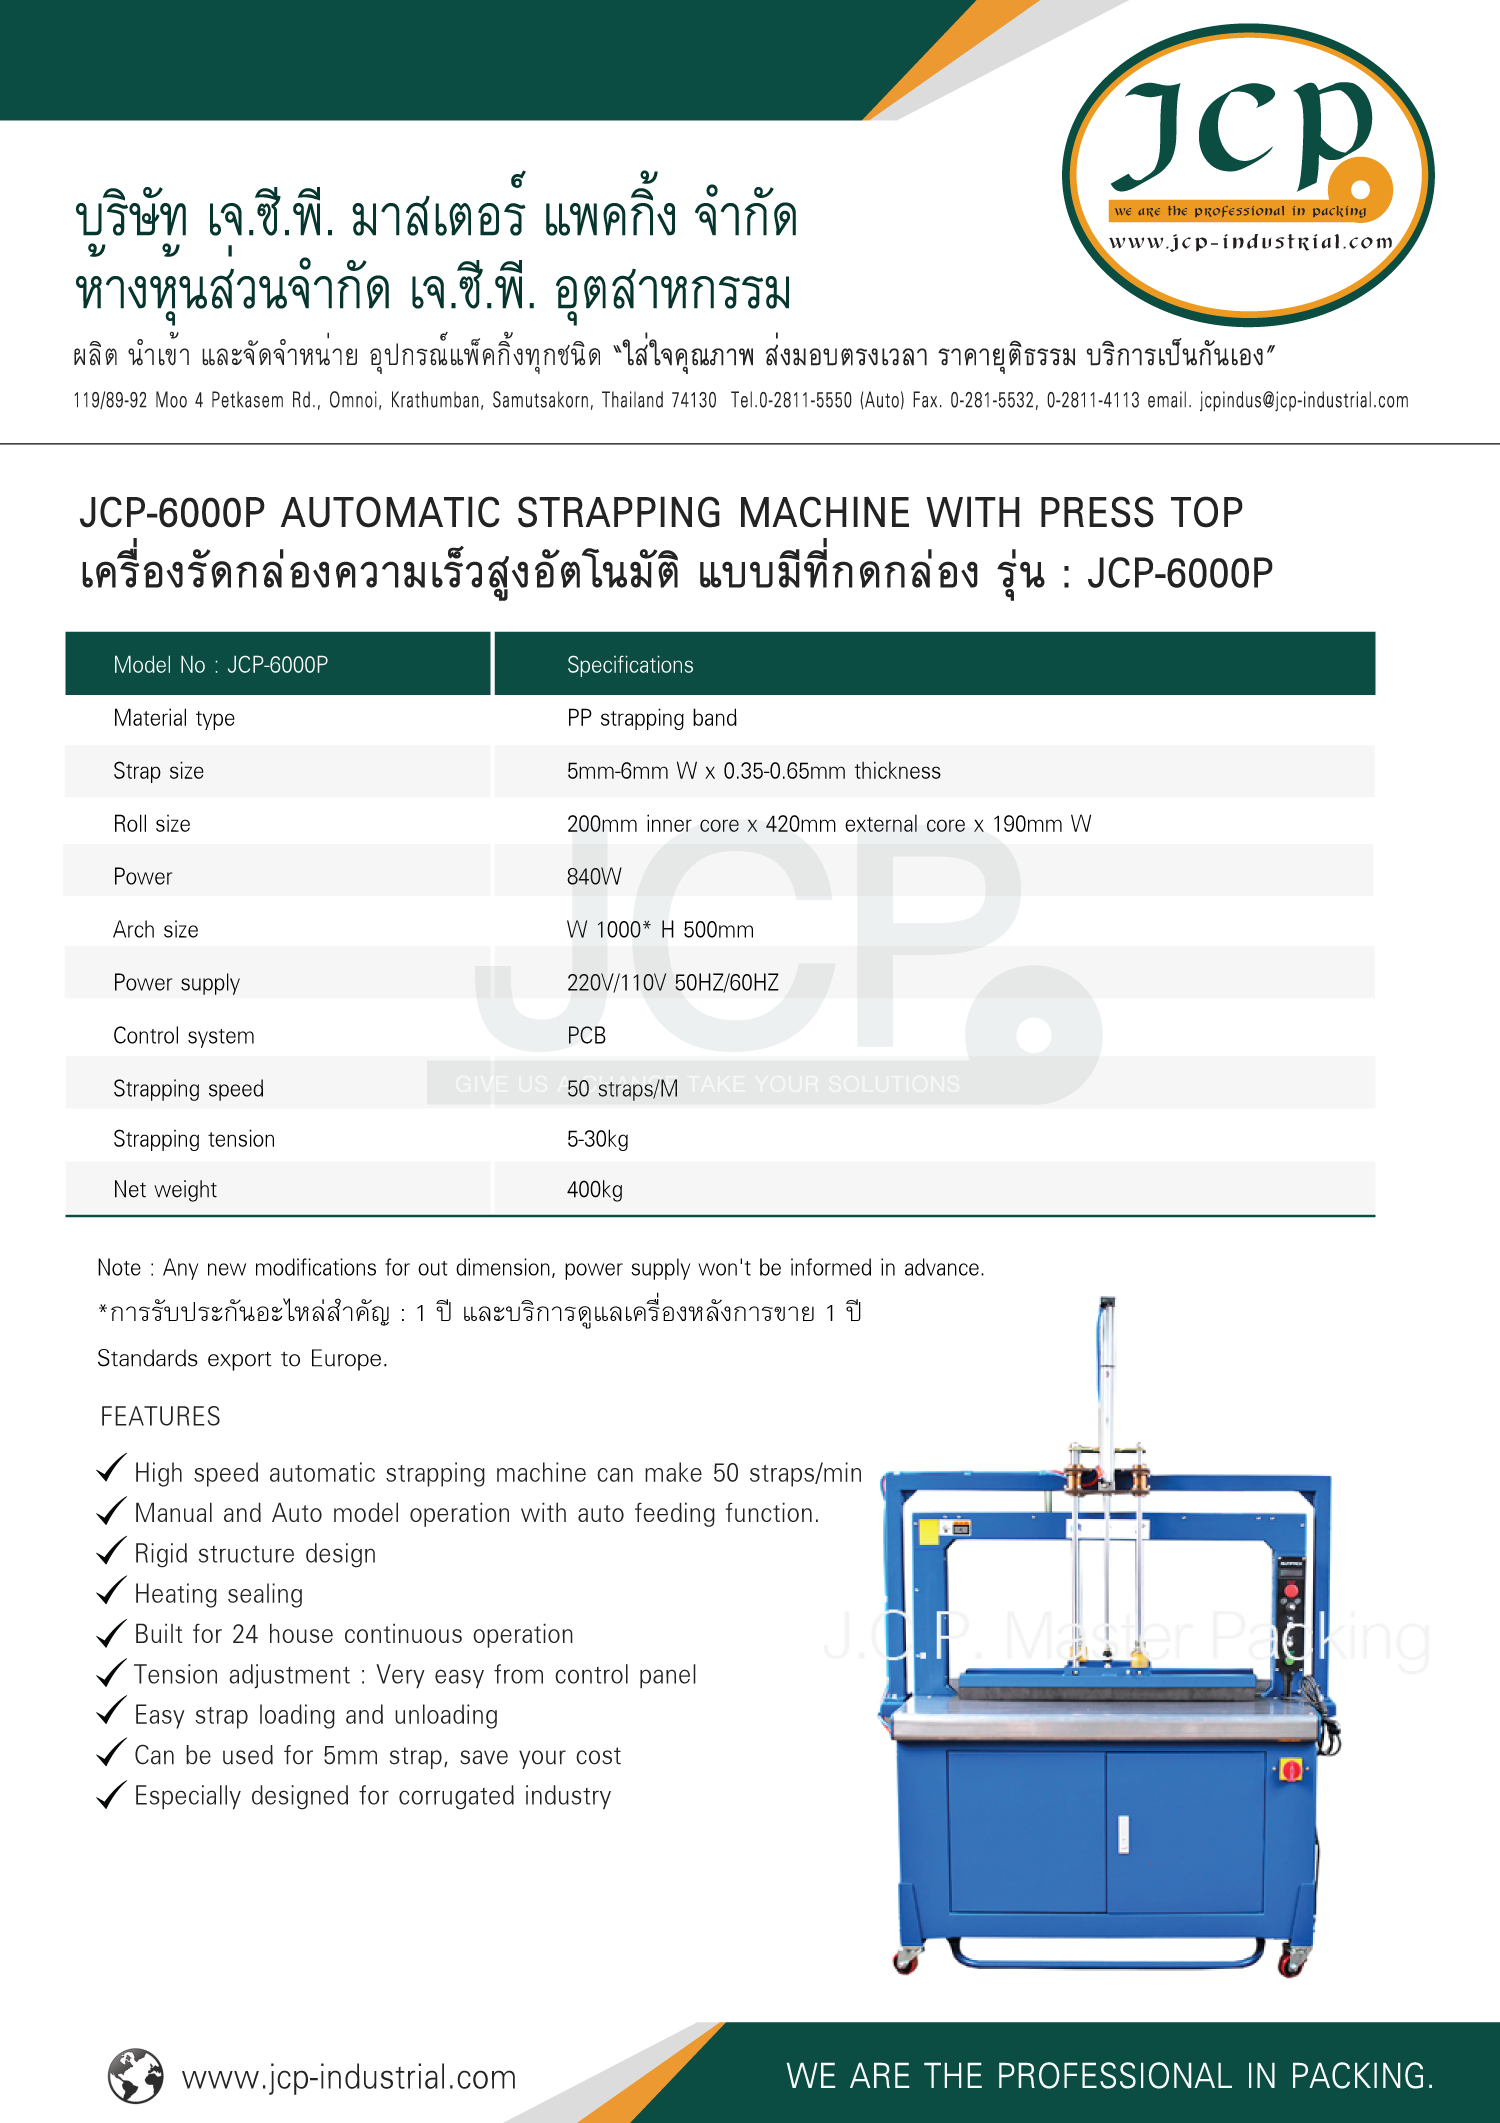 JCP
we are the professional in packing
www.jcp-industrial.com
บริษัท เจ.ซี.พี. มาสเตอร์ แพคกิ้ง จำกัด
ห้างหุ้นส่วนจำกัด เจ.ซี.พี. อุตสาหกรรม
ผลิต นำเข้า และจัดจำหน่าย อุปกรณ์แพ็คกิ้งทุกชนิด "ใส่ใจคุณภาพ ส่งมอบตรงเวลา ราคายุติธรรม บริการเป็นกันเอง"
119/89-92 Moo 4 Petkasem Rd., Omnoi, Krathumban, Samutsakorn, Thailand 74130 Tel.0-2811-5550 (Auto) Fax. 0-281-5532, 0-2811-4113 email. jcpindus@jcp-industrial.com
JCP-6000P AUTOMATIC STRAPPING MACHINE WITH PRESS TOP
เครื่องรัดกล่องความเร็วสูงอัตโนมัติ แบบมีที่กดกล่อง รุ่น : JCP-6000P
Model No : JCP-6000P Specifications
Material type PP strapping band
Strap size 5mm-6mm W x 0.35-0.65mm thickness
Roll size 200mm inner core x 420mm external core x 190mm W
Power 840W
Arch size W 1000* H 500mm
Power supply 220V/110V 50HZ/60HZ
Control system PCB
Strapping speed 50 straps/M
Strapping tension 5-30kg
Net weight 400kg
JCP
GIVE US A CHANCE TAKE YOUR SOLUTIONS
Note : Any new modifications for out dimension, power supply won't be informed in advance.
*การรับประกันอะไหล่สำคัญ : 1 ปี และบริการดูแลเครื่องหลังการขาย 1 ปี
Standards export to Europe.
FEATURES
High speed automatic strapping machine can make 50 straps/min
Manual and Auto model operation with auto feeding function.
Rigid structure design
Heating sealing
Built for 24 house continuous operation
Tension adjustment : Very easy from control panel
Easy strap loading and unloading
Can be used for 5mm strap, save your cost
Especially designed for corrugated industry
J.C.P. Master Packing
www.jcp-industrial.com
WE ARE THE PROFESSIONAL IN PACKING.